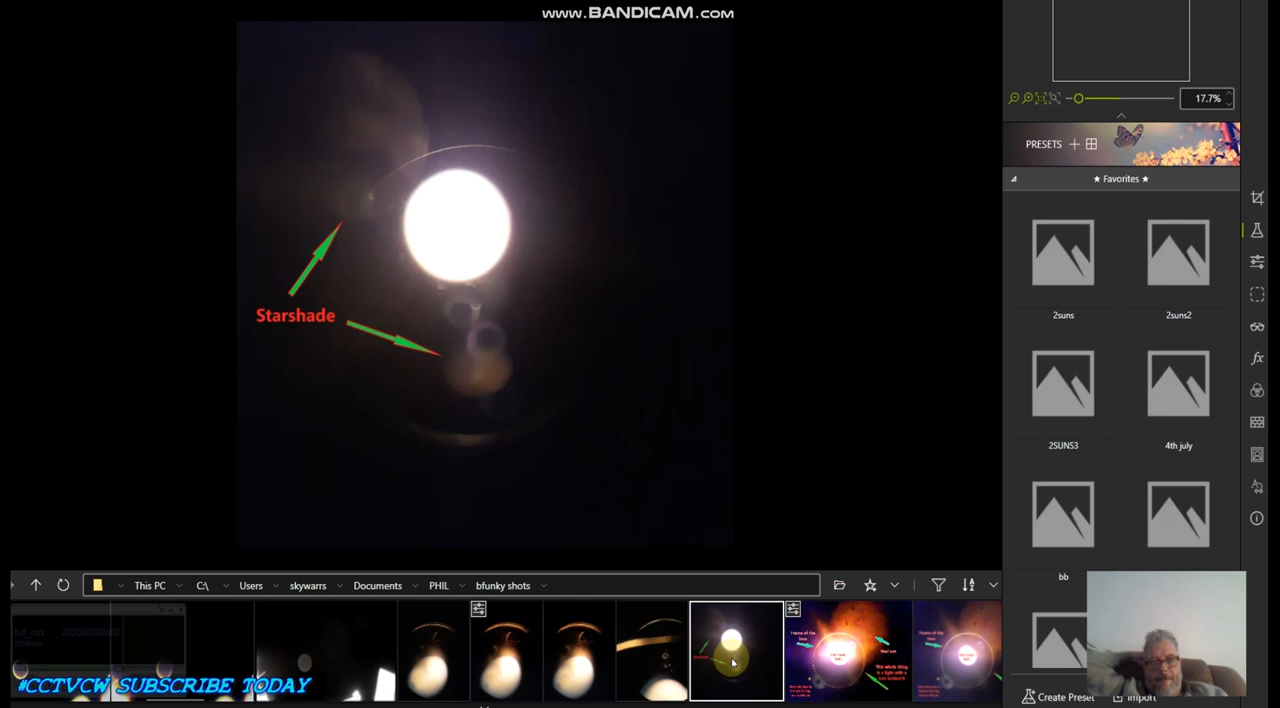 www.BANDICAM.com
17.7%
PRESETS
★ Favorites ★
2suns
2suns2
2SUNS3
4th july
bb
Starshade
This PC
C:\
Users
skywarrs
Documents
PHIL
bfunky shots
#CCTVCW SUBSCRIBE TODAY
Create Preset
Import